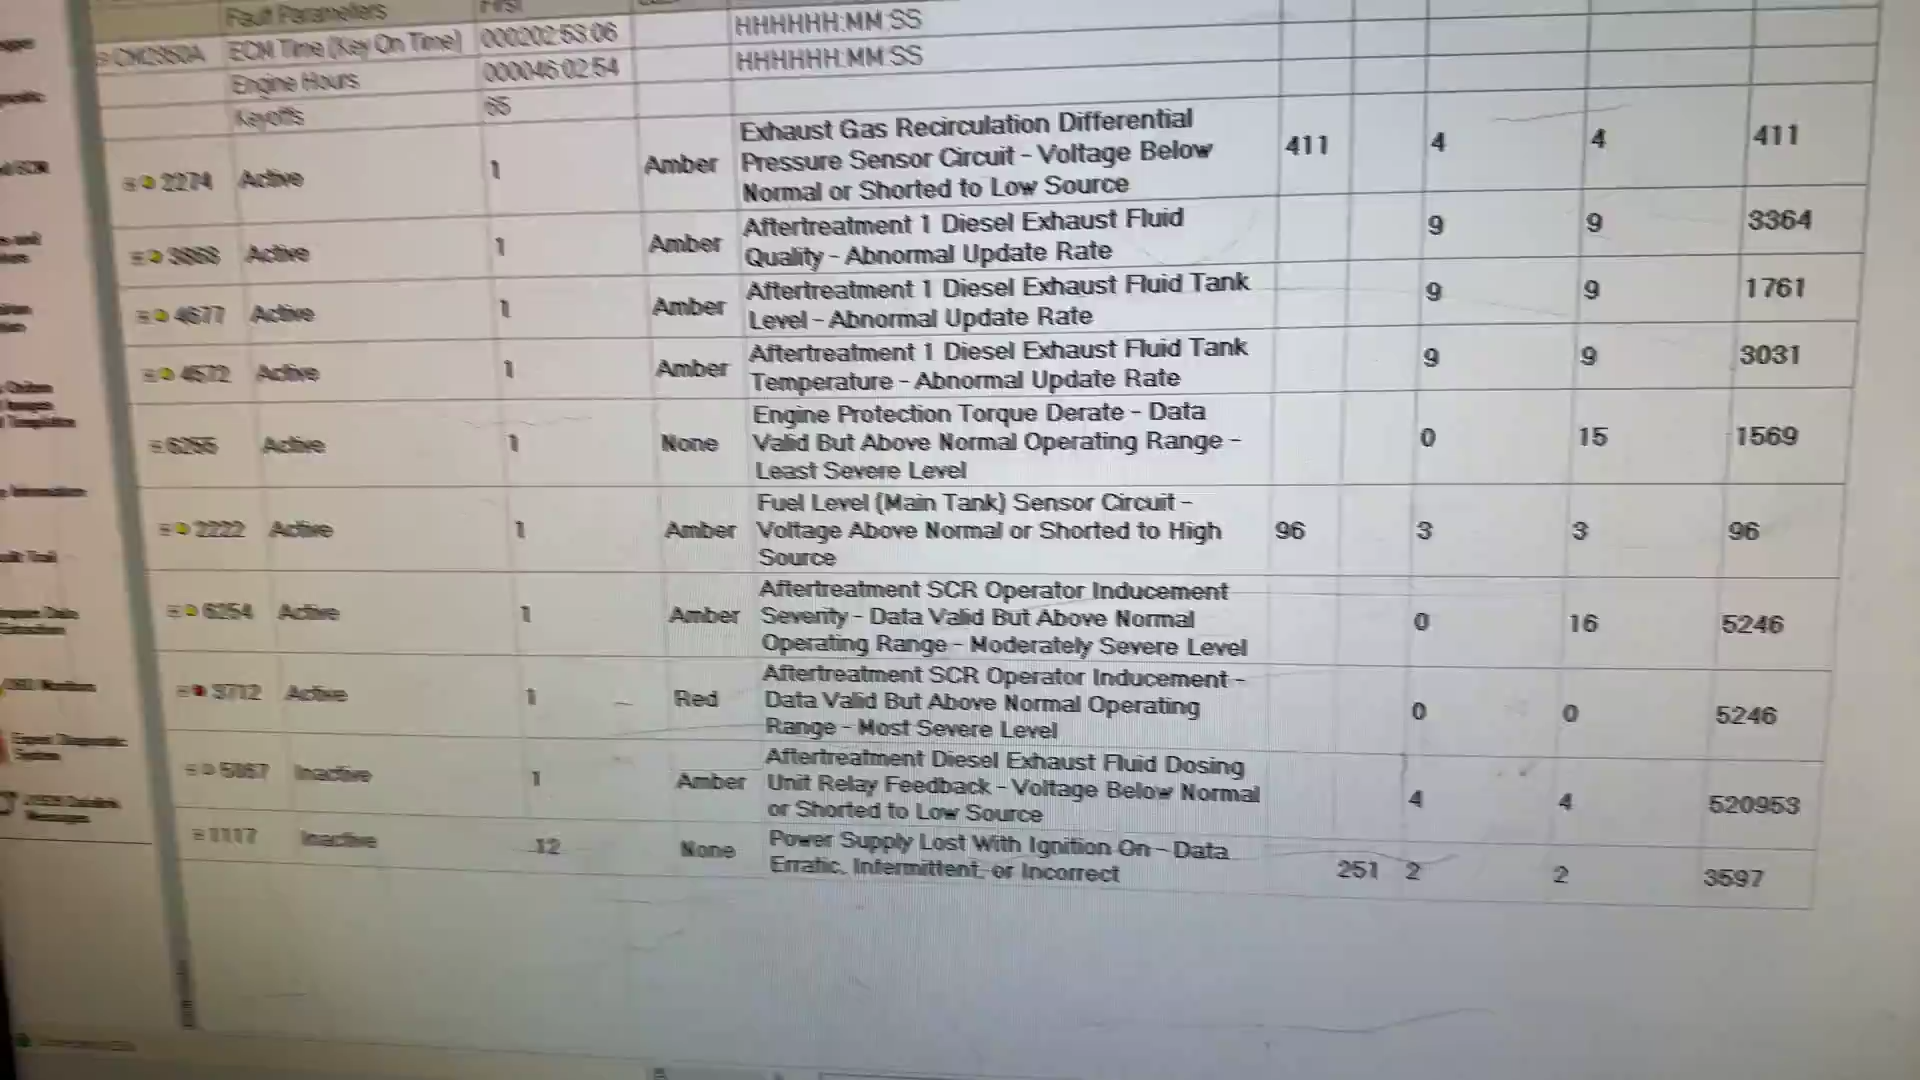 Fault Parameters First
CM2350A ECM Time (Key On Time) 000202:53:06 HHHHHH:MM:SS
Engine Hours 000046:02:54 HHHHHH:MM:SS
Keyoffs 65
2274 Active 1 Amber Exhaust Gas Recirculation Differential
Pressure Sensor Circuit - Voltage Below
Normal or Shorted to Low Source 411 4 4 411
3868 Active 1 Amber Aftertreatment 1 Diesel Exhaust Fluid
Quality - Abnormal Update Rate 9 9 3364
4677 Active 1 Amber Aftertreatment 1 Diesel Exhaust Fluid Tank
Level - Abnormal Update Rate 9 9 1761
4572 Active 1 Amber Aftertreatment 1 Diesel Exhaust Fluid Tank
Temperature - Abnormal Update Rate 9 9 3031
6255 Active 1 None Engine Protection Torque Derate - Data
Valid But Above Normal Operating Range -
Least Severe Level 0 15 1569
2222 Active 1 Amber Fuel Level (Main Tank) Sensor Circuit -
Voltage Above Normal or Shorted to High
Source 96 3 3 96
6254 Active 1 Amber Aftertreatment SCR Operator Inducement
Severity - Data Valid But Above Normal
Operating Range - Moderately Severe Level 0 16 5246
3712 Active 1 Red Aftertreatment SCR Operator Inducement -
Data Valid But Above Normal Operating
Range - Most Severe Level 0 0 5246
Inactive 1 Amber Aftertreatment Diesel Exhaust Fluid Dosing
Unit Relay Feedback - Voltage Below Normal
or Shorted to Low Source 4 4 520953
1117 Inactive 12 None Power Supply Lost With Ignition On - Data
Erratic, Intermittent, or Incorrect 251 2 2 3597